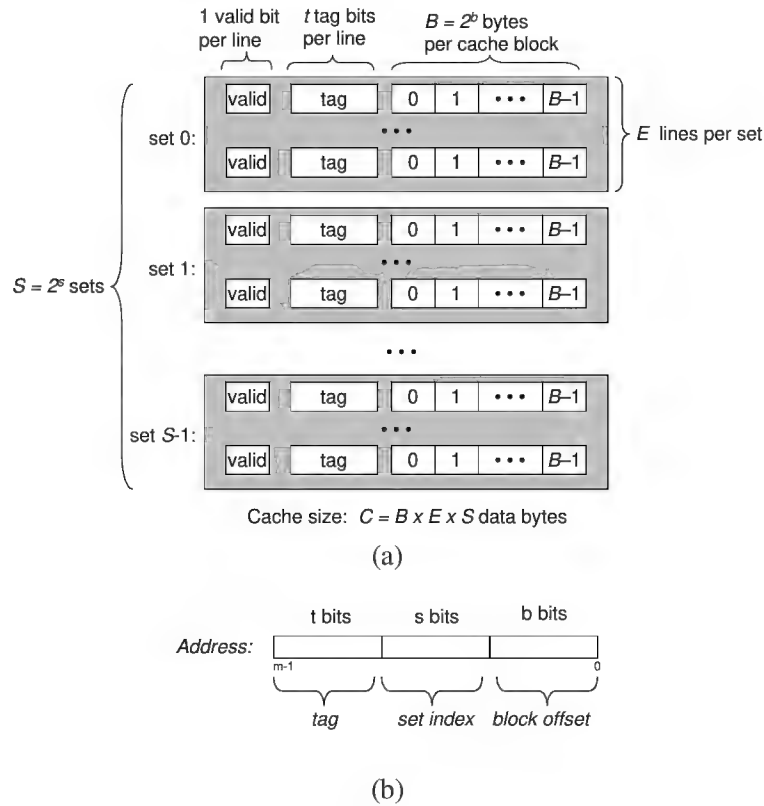 1 valid bit per line
t tag bits per line
B = 2^b bytes per cache block
valid tag 0 1 • • • B–1
• • •
set 0:
E lines per set
valid tag 0 1 • • • B–1
valid tag 0 1 • • • B–1
• • •
set 1:
valid tag 0 1 • • • B–1
S = 2^s sets
• • •
valid tag 0 1 • • • B–1
• • •
set S-1:
valid tag 0 1 • • • B–1
Cache size: C = B x E x S data bytes
(a)
t bits s bits b bits
Address:
m-1 0
tag set index block offset
(b)